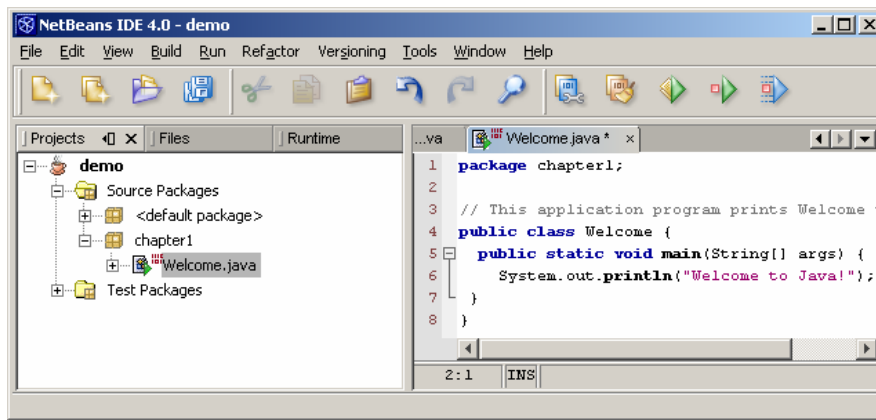 NetBeans IDE 4.0 - demo
File Edit View Build Run Refactor Versioning Tools Window Help
Projects Files Runtime
demo
Source Packages
<default package>
chapter1
Welcome.java
Test Packages
...va Welcome.java *
1 package chapter1;
2
3 // This application program prints Welcome
4 public class Welcome {
5 public static void main(String[] args) {
6 System.out.println("Welcome to Java!");
7 }
8 }
2:1 INS